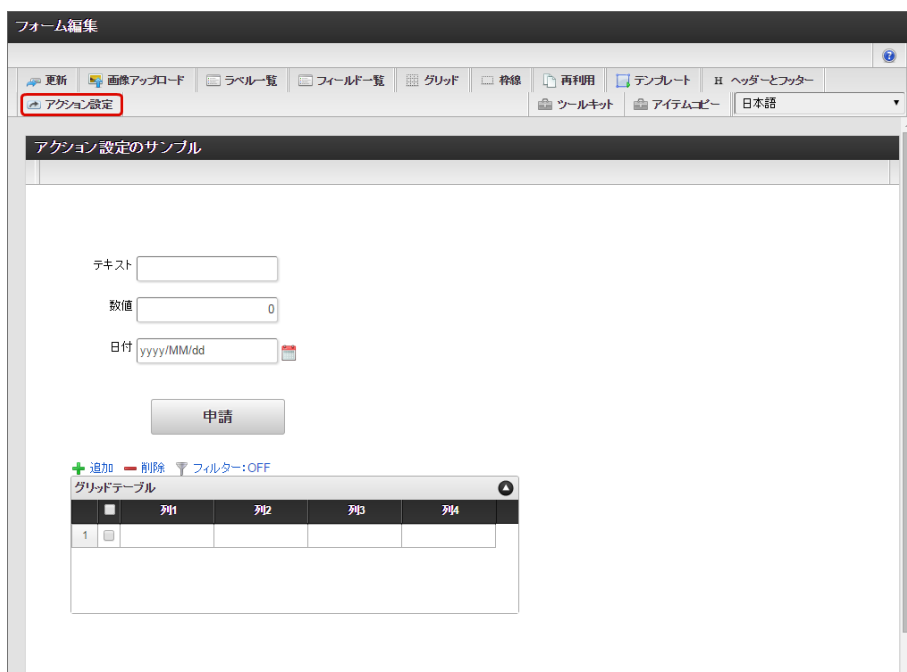 フォーム編集
更新 画像アップロード ラベル一覧 フィールド一覧 グリッド 枠線 再利用 テンプレート H ヘッダーとフッター
アクション設定 ツールキット アイテムコピー 日本語
アクション設定のサンプル
テキスト
数値 0
日付 yyyy/MM/dd
申請
追加 削除 フィルター:OFF
グリッドテーブル
列1 列2 列3 列4
1